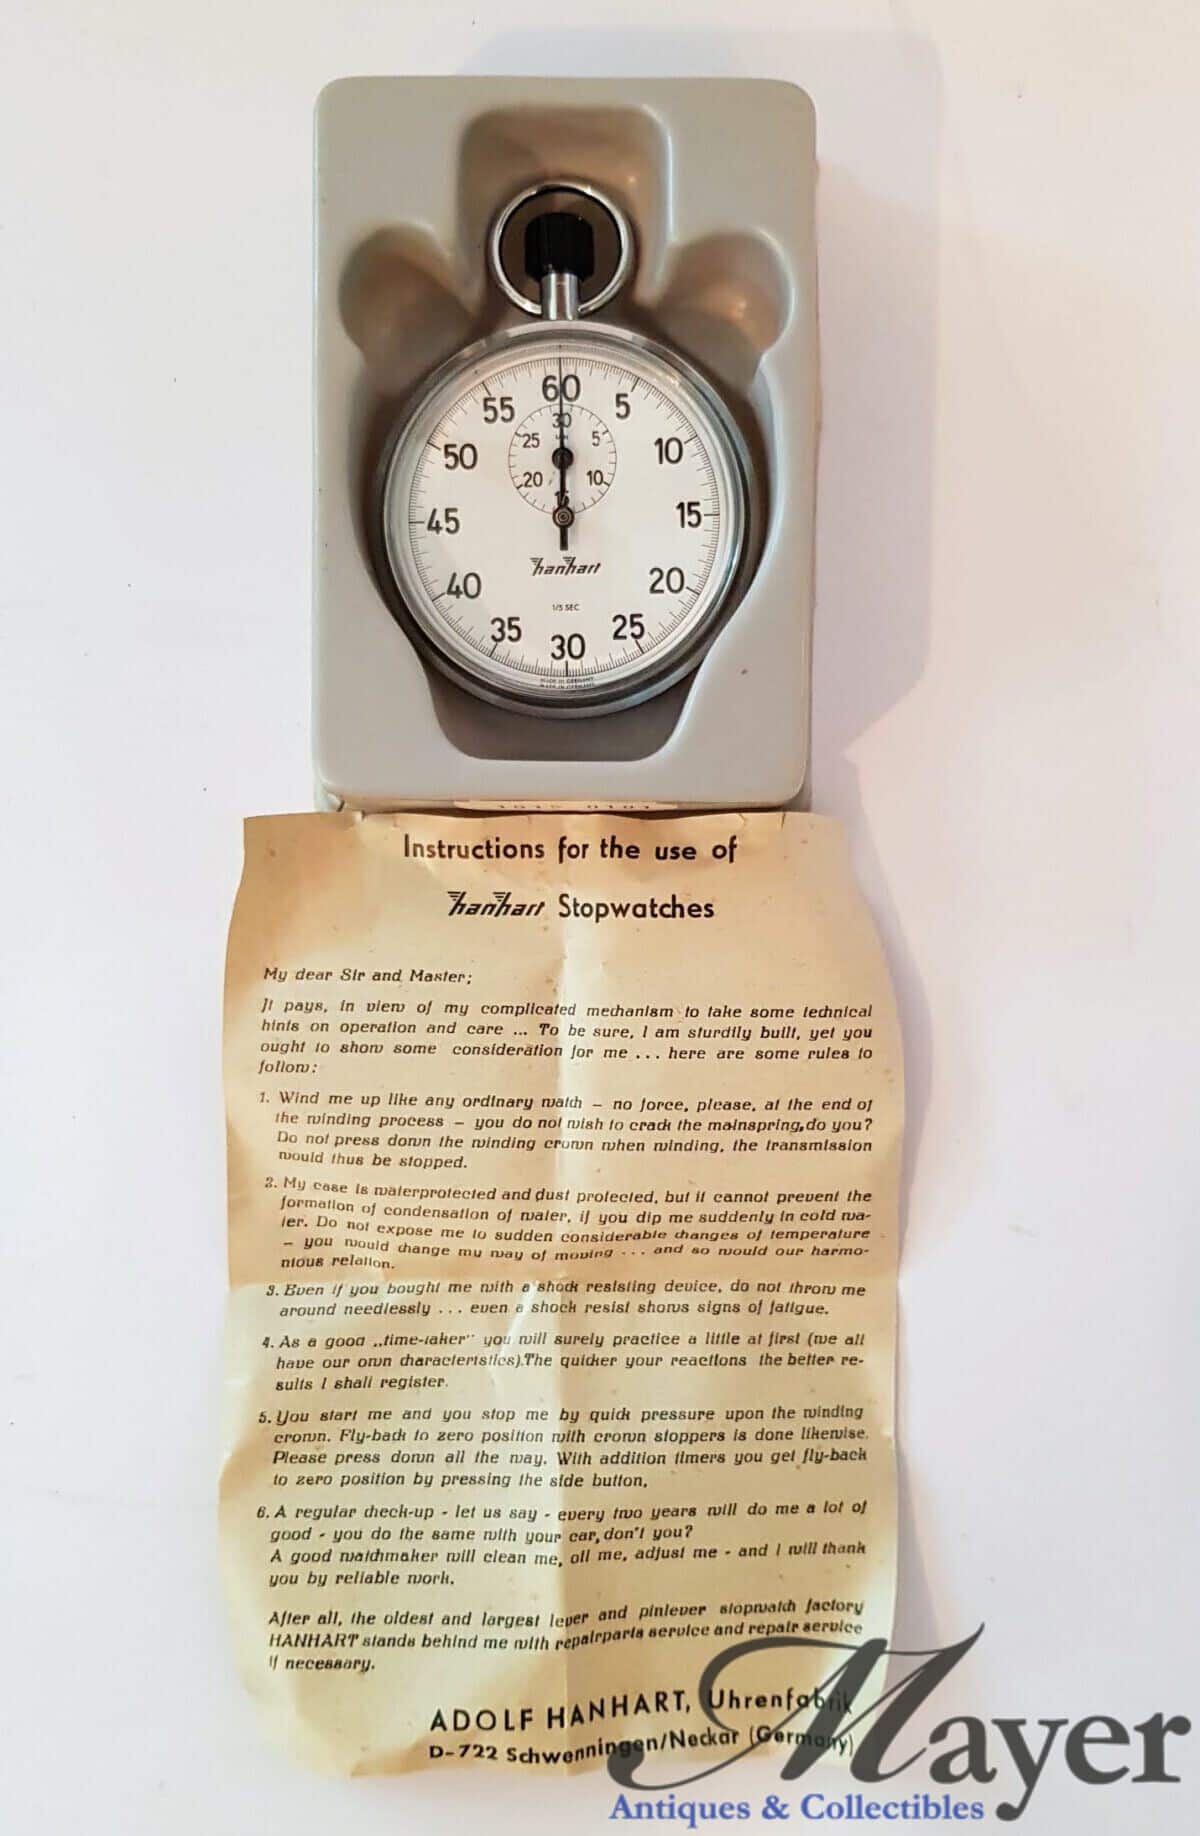 60
55 5
50 10
45 15
40 20
35 25
30
30
25 5
20 10
15
hanhart
1/5 SEC
MADE IN GERMANY
MADE IN GERMANY
Instructions for the use of
hanhart Stopwatches
My dear Sir and Master;
It pays, in view of my complicated mechanism to take some technical
hints on operation and care ... To be sure, I am sturdily built, yet you
ought to show some consideration for me ... here are some rules to
follow:
1. Wind me up like any ordinary watch – no force, please, at the end of
the winding process – you do not wish to crack the mainspring, do you?
Do not press down the winding crown when winding, the transmission
would thus be stopped.
2. My case is waterprotected and dust protected, but it cannot prevent the
formation of condensation of water, if you dip me suddenly in cold wa-
ter. Do not expose me to sudden considerable changes of temperature
– you would change my way of moving ... and so would our harmo-
nious relation.
3. Even if you bought me with a shock resisting device, do not throw me
around needlessly ... even a shock resist shows signs of fatigue.
4. As a good „time-taker" you will surely practice a little at first (we all
have our own characteristics). The quicker your reactions the better re-
sults I shall register.
5. You start me and you stop me by quick pressure upon the winding
crown. Fly-back to zero position with crown stoppers is done likewise.
Please press down all the way. With addition timers you get fly-back
to zero position by pressing the side button.
6. A regular check-up - let us say - every two years will do me a lot of
good - you do the same with your car, don't you?
A good watchmaker will clean me, oil me, adjust me - and I will thank
you by reliable work.
After all, the oldest and largest lever and pinlever stopwatch factory
HANHART stands behind me with repairparts service and repair service
if necessary.
ADOLF HANHART, Uhrenfabrik
D-722 Schwenningen/Neckar (Germany)
Mayer
Antiques & Collectibles